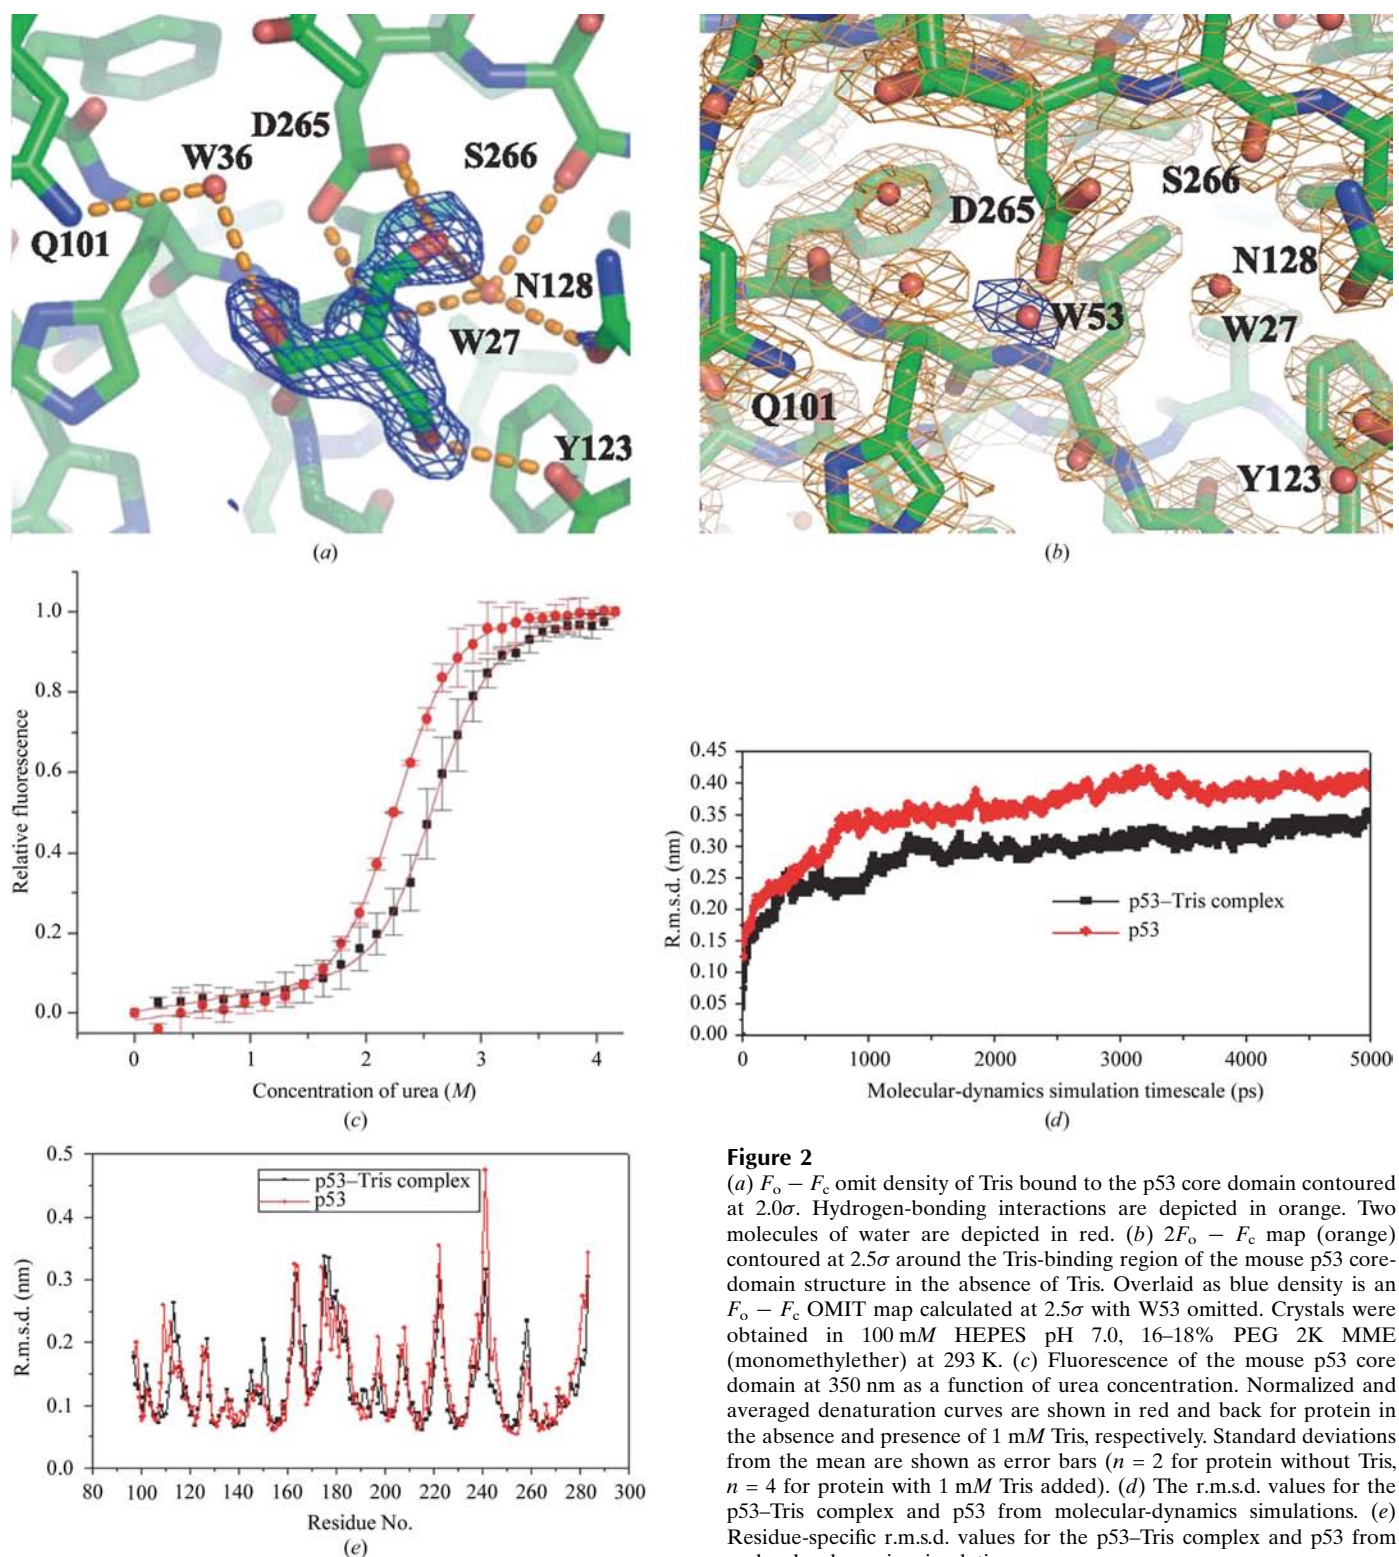 D265
W36
S266
Q101
N128
W27
Y123
(a)
D265
S266
N128
W53
W27
Q101
Y123
(b)
1.0
0.8
0.6
0.4
0.2
0.0
Relative fluorescence
0 1 2 3 4
Concentration of urea (M)
(c)
0.45
0.40
0.35
0.30
0.25
0.20
0.15
0.10
0.05
0.00
R.m.s.d. (nm)
p53–Tris complex
p53
0 1000 2000 3000 4000 5000
Molecular-dynamics simulation timescale (ps)
(d)
0.5
0.4
0.3
0.2
0.1
0.0
R.m.s.d. (nm)
p53–Tris complex
p53
80 100 120 140 160 180 200 220 240 260 280 300
Residue No.
(e)
Figure 2
(a) Fo − Fc omit density of Tris bound to the p53 core domain contoured
at 2.0σ. Hydrogen-bonding interactions are depicted in orange. Two
molecules of water are depicted in red. (b) 2Fo − Fc map (orange)
contoured at 2.5σ around the Tris-binding region of the mouse p53 core-
domain structure in the absence of Tris. Overlaid as blue density is an
Fo − Fc OMIT map calculated at 2.5σ with W53 omitted. Crystals were
obtained in 100 mM HEPES pH 7.0, 16–18% PEG 2K MME
(monomethylether) at 293 K. (c) Fluorescence of the mouse p53 core
domain at 350 nm as a function of urea concentration. Normalized and
averaged denaturation curves are shown in red and back for protein in
the absence and presence of 1 mM Tris, respectively. Standard deviations
from the mean are shown as error bars (n = 2 for protein without Tris,
n = 4 for protein with 1 mM Tris added). (d) The r.m.s.d. values for the
p53–Tris complex and p53 from molecular-dynamics simulations. (e)
Residue-specific r.m.s.d. values for the p53–Tris complex and p53 from